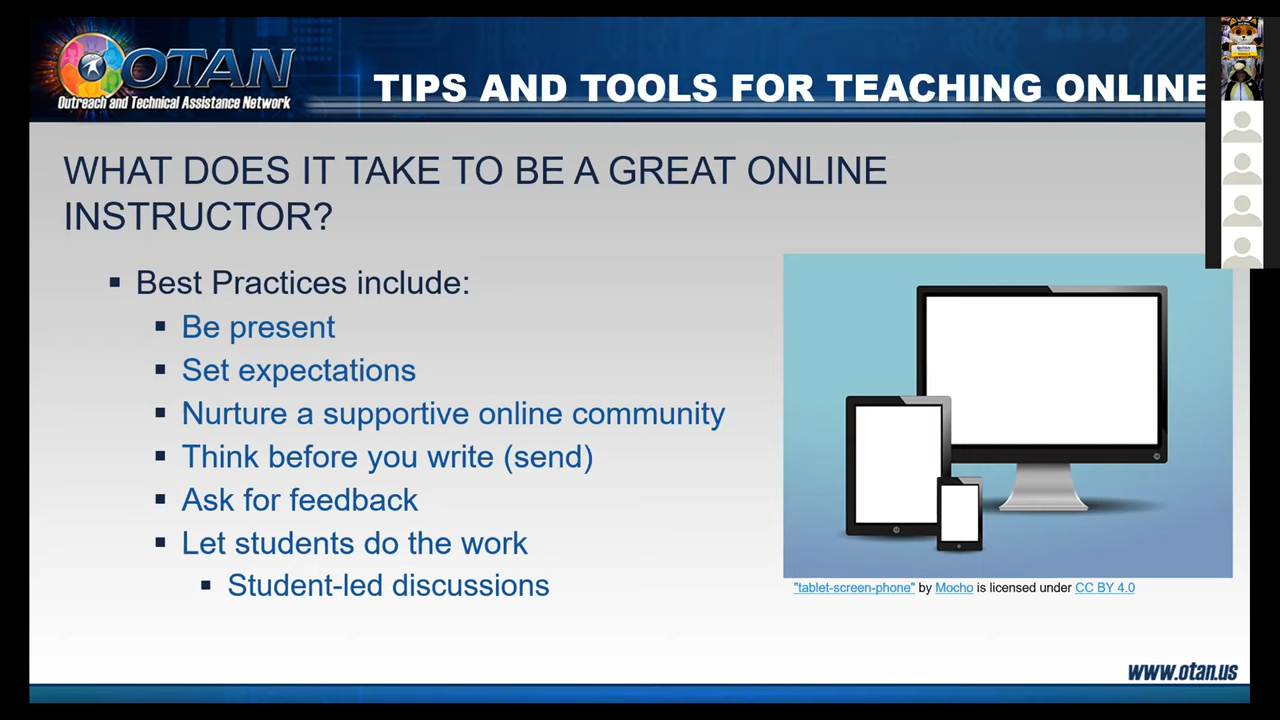 OTAN
Outreach and Technical Assistance Network
TIPS AND TOOLS FOR TEACHING ONLINE
WHAT DOES IT TAKE TO BE A GREAT ONLINE
INSTRUCTOR?
▪ Best Practices include:
▪ Be present
▪ Set expectations
▪ Nurture a supportive online community
▪ Think before you write (send)
▪ Ask for feedback
▪ Let students do the work
▪ Student-led discussions
"tablet-screen-phone" by Mocho is licensed under CC BY 4.0
www.otan.us